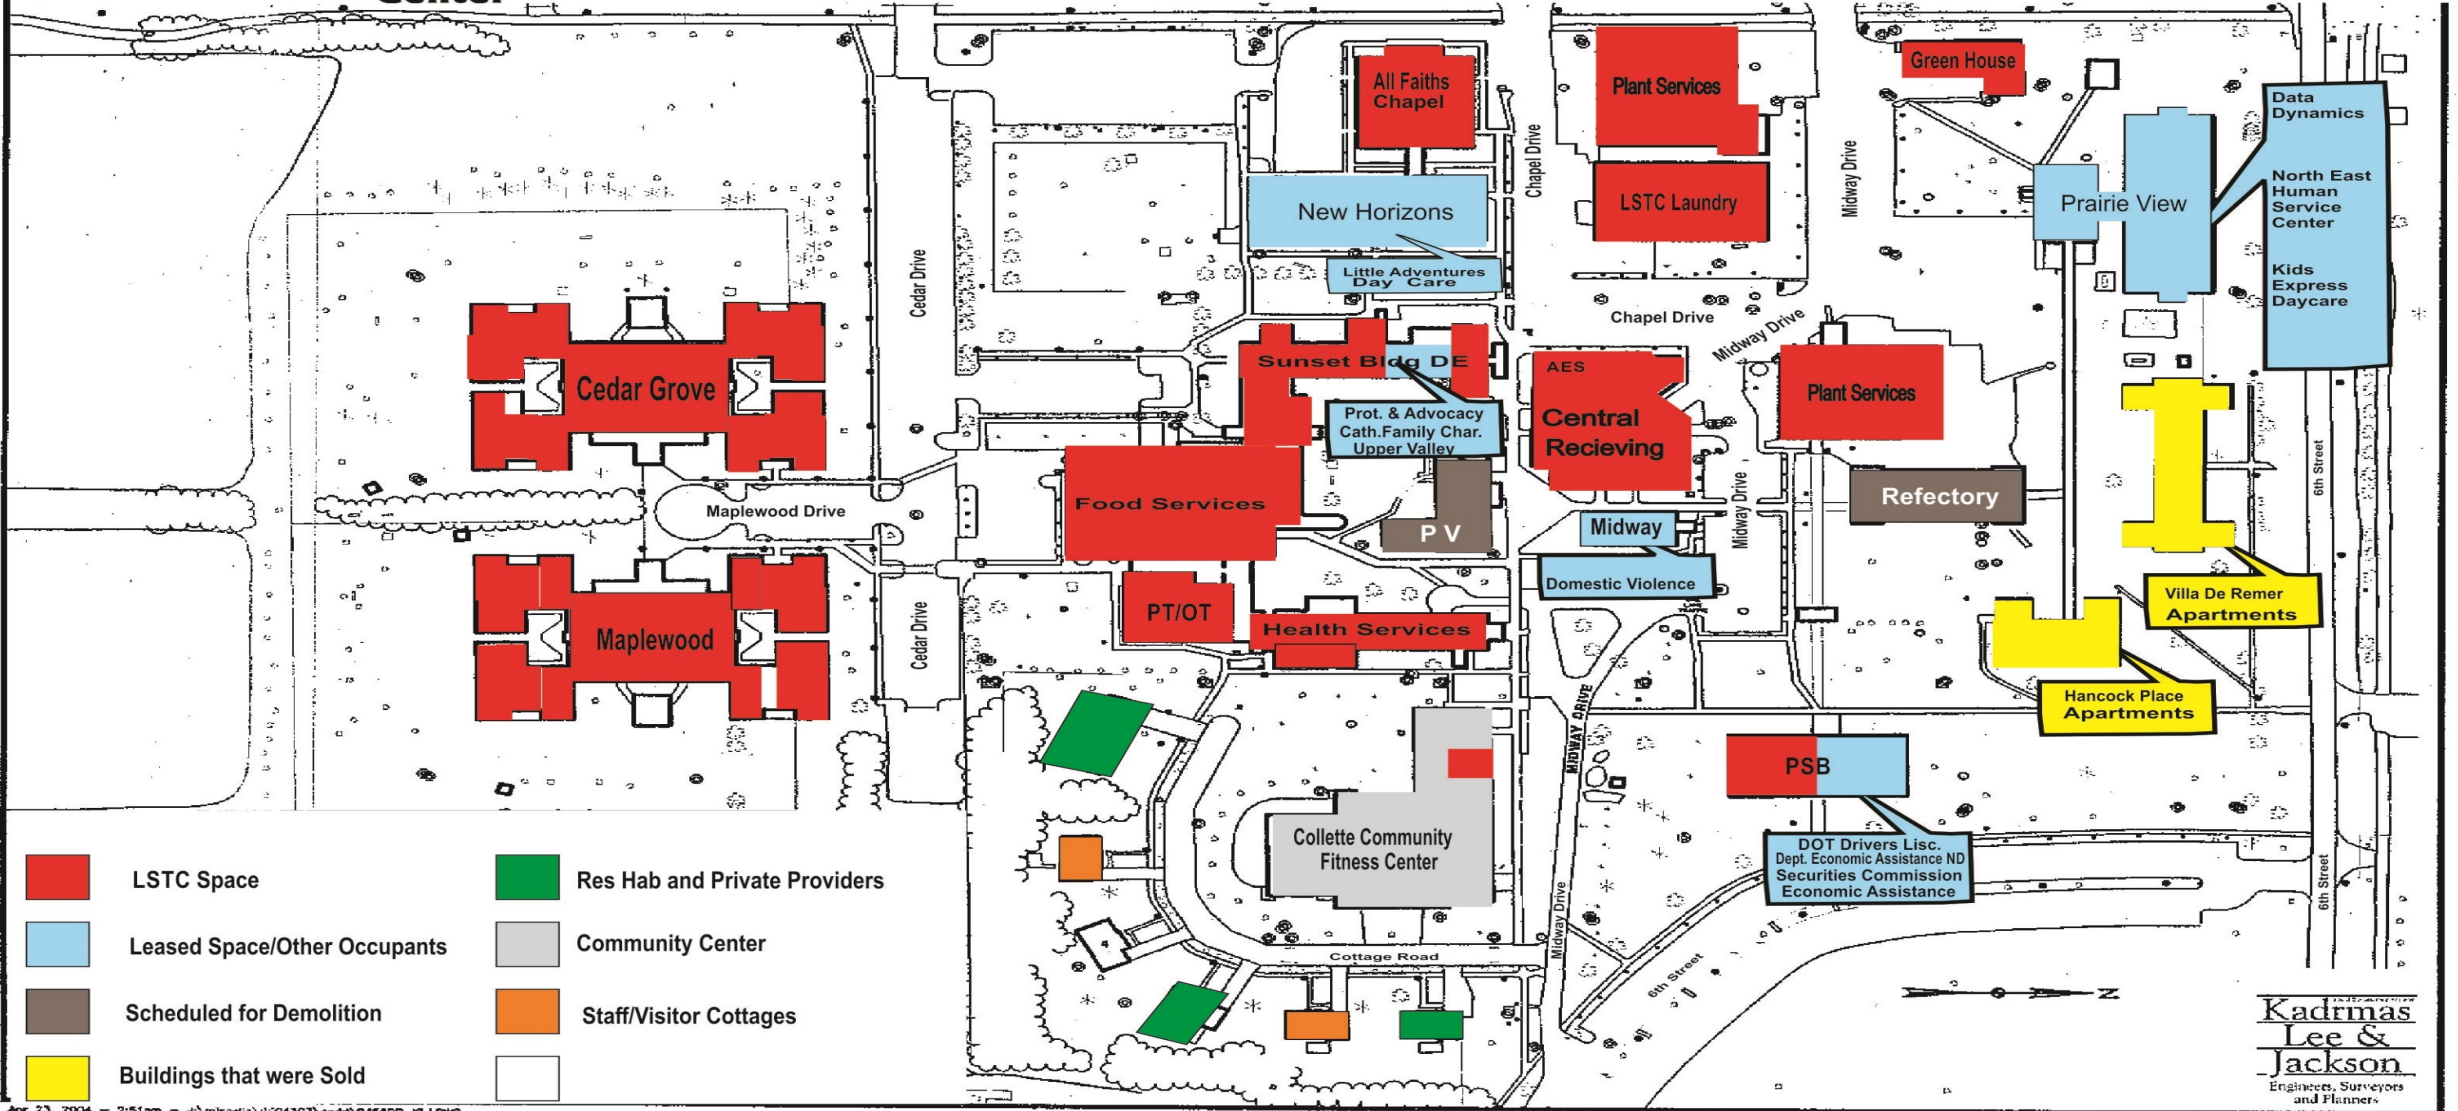 Center
All Faiths
Chapel
Plant Services
Green House
Data
Dynamics
North East
Human
Service
Center
Kids
Express
Daycare
Chapel Drive
Midway Drive
LSTC Laundry
New Horizons
Prairie View
Little Adventures
Day Care
Cedar Drive
Chapel Drive
Midway Drive
Sunset Bldg DE
AES
Central
Recieving
Plant Services
Cedar Grove
Prot. & Advocacy
Cath.Family Char.
Upper Valley
Food Services
Maplewood Drive
P V
Midway
Midway Drive
Refectory
6th Street
Domestic Violence
Villa De Remer
Apartments
PT/OT
Health Services
Maplewood
Cedar Drive
Hancock Place
Apartments
MIDWAY DRIVE
PSB
Collette Community
Fitness Center
DOT Drivers Lisc.
Dept. Economic Assistance ND
Securities Commission
Economic Assistance
6th Street
Midway Drive
Cottage Road
6th Street
4
N
LSTC Space
Res Hab and Private Providers
Leased Space/Other Occupants
Community Center
Scheduled for Demolition
Staff/Visitor Cottages
Buildings that were Sold
Kadrmas
Lee &
Jackson
Engineers, Surveyors
and Planners